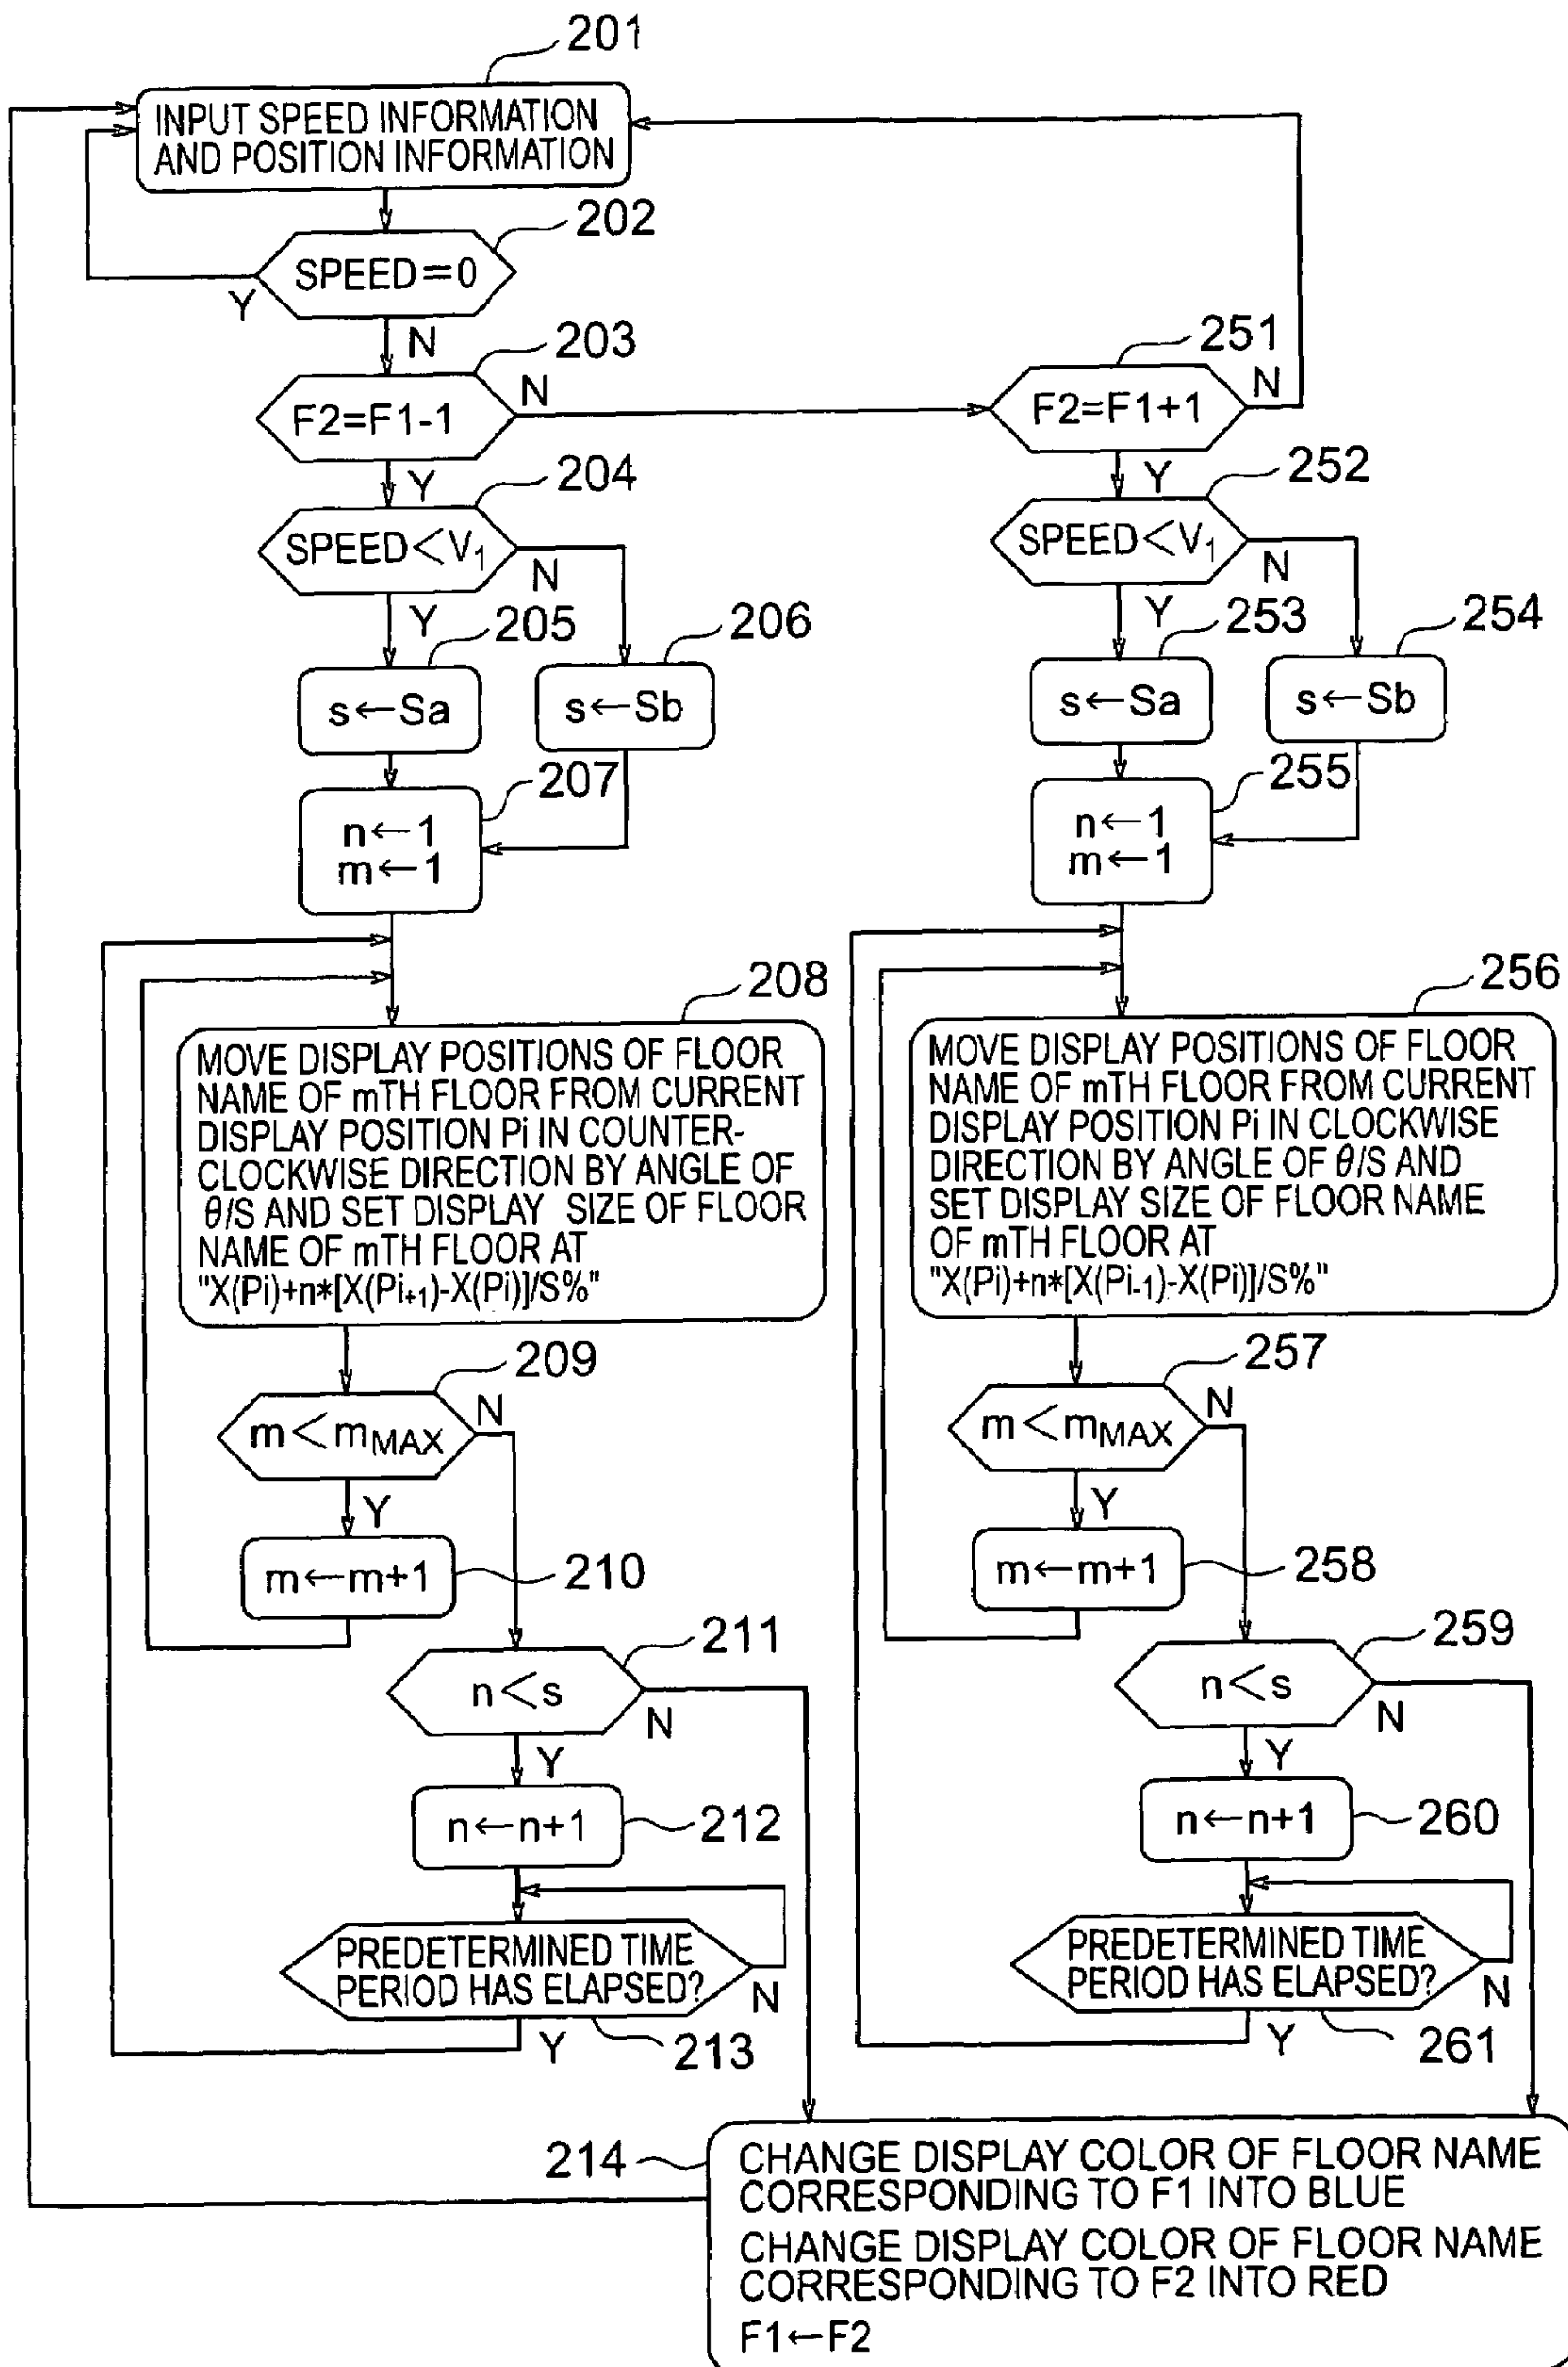 201
INPUT SPEED INFORMATION
AND POSITION INFORMATION
202
SPEED=0
Y
N
203
F2=F1-1
N
251
F2=F1+1
N
Y
204
SPEED<V1
N
Y
252
SPEED<V1
N
Y
Y
205
s←Sa
206
s←Sb
253
s←Sa
254
s←Sb
207
n←1
m←1
255
n←1
m←1
208
MOVE DISPLAY POSITIONS OF FLOOR
NAME OF mTH FLOOR FROM CURRENT
DISPLAY POSITION Pi IN COUNTER-
CLOCKWISE DIRECTION BY ANGLE OF
θ/S AND SET DISPLAY SIZE OF FLOOR
NAME OF mTH FLOOR AT
"X(Pi)+n*[X(Pi+1)-X(Pi)]/S%"
256
MOVE DISPLAY POSITIONS OF FLOOR
NAME OF mTH FLOOR FROM CURRENT
DISPLAY POSITION Pi IN CLOCKWISE
DIRECTION BY ANGLE OF θ/S AND
SET DISPLAY SIZE OF FLOOR NAME
OF mTH FLOOR AT
"X(Pi)+n*[X(Pi-1)-X(Pi)]/S%"
209
m<mMAX
N
Y
257
m<mMAX
N
Y
m←m+1
210
m←m+1
258
211
n<s
N
Y
259
n<s
N
Y
n←n+1
212
n←n+1
260
PREDETERMINED TIME
PERIOD HAS ELAPSED?
N
Y
213
PREDETERMINED TIME
PERIOD HAS ELAPSED?
N
Y
261
214
CHANGE DISPLAY COLOR OF FLOOR NAME
CORRESPONDING TO F1 INTO BLUE
CHANGE DISPLAY COLOR OF FLOOR NAME
CORRESPONDING TO F2 INTO RED
F1←F2